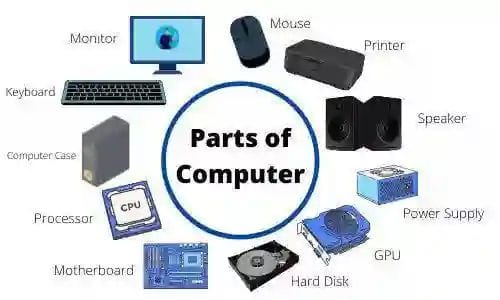 Mouse
Monitor
Printer
Keyboard
Speaker
Parts of
Computer
Computer Case
CPU
Processor
Power Supply
GPU
Motherboard
Hard Disk